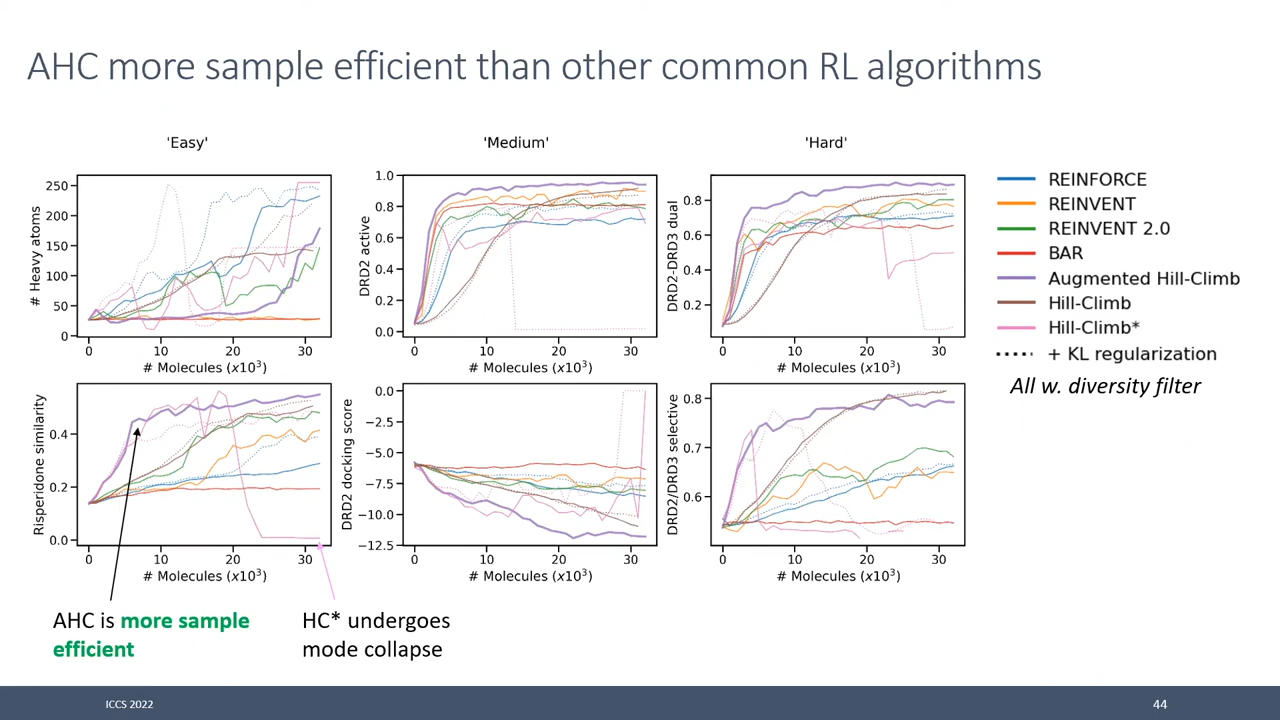 AHC more sample efficient than other common RL algorithms
'Easy'
'Medium'
'Hard'
# Heavy atoms
250
200
150
100
50
0
0 10 20 30
# Molecules (x10³)
DRD2 active
1.0
0.8
0.6
0.4
0.2
0.0
0 10 20 30
# Molecules (x10³)
DRD2-DRD3 dual
0.8
0.6
0.4
0.2
0 10 20 30
# Molecules (x10³)
REINFORCE
REINVENT
REINVENT 2.0
BAR
Augmented Hill-Climb
Hill-Climb
Hill-Climb*
+ KL regularization
All w. diversity filter
Risperidone similarity
0.4
0.2
0.0
0 10 20 30
# Molecules (x10³)
DRD2 docking score
0.0
−2.5
−5.0
−7.5
−10.0
−12.5
0 10 20 30
# Molecules (x10³)
DRD2/DRD3 selective
0.8
0.7
0.6
0 10 20 30
# Molecules (x10³)
AHC is more sample
efficient
HC* undergoes
mode collapse
ICCS 2022
44